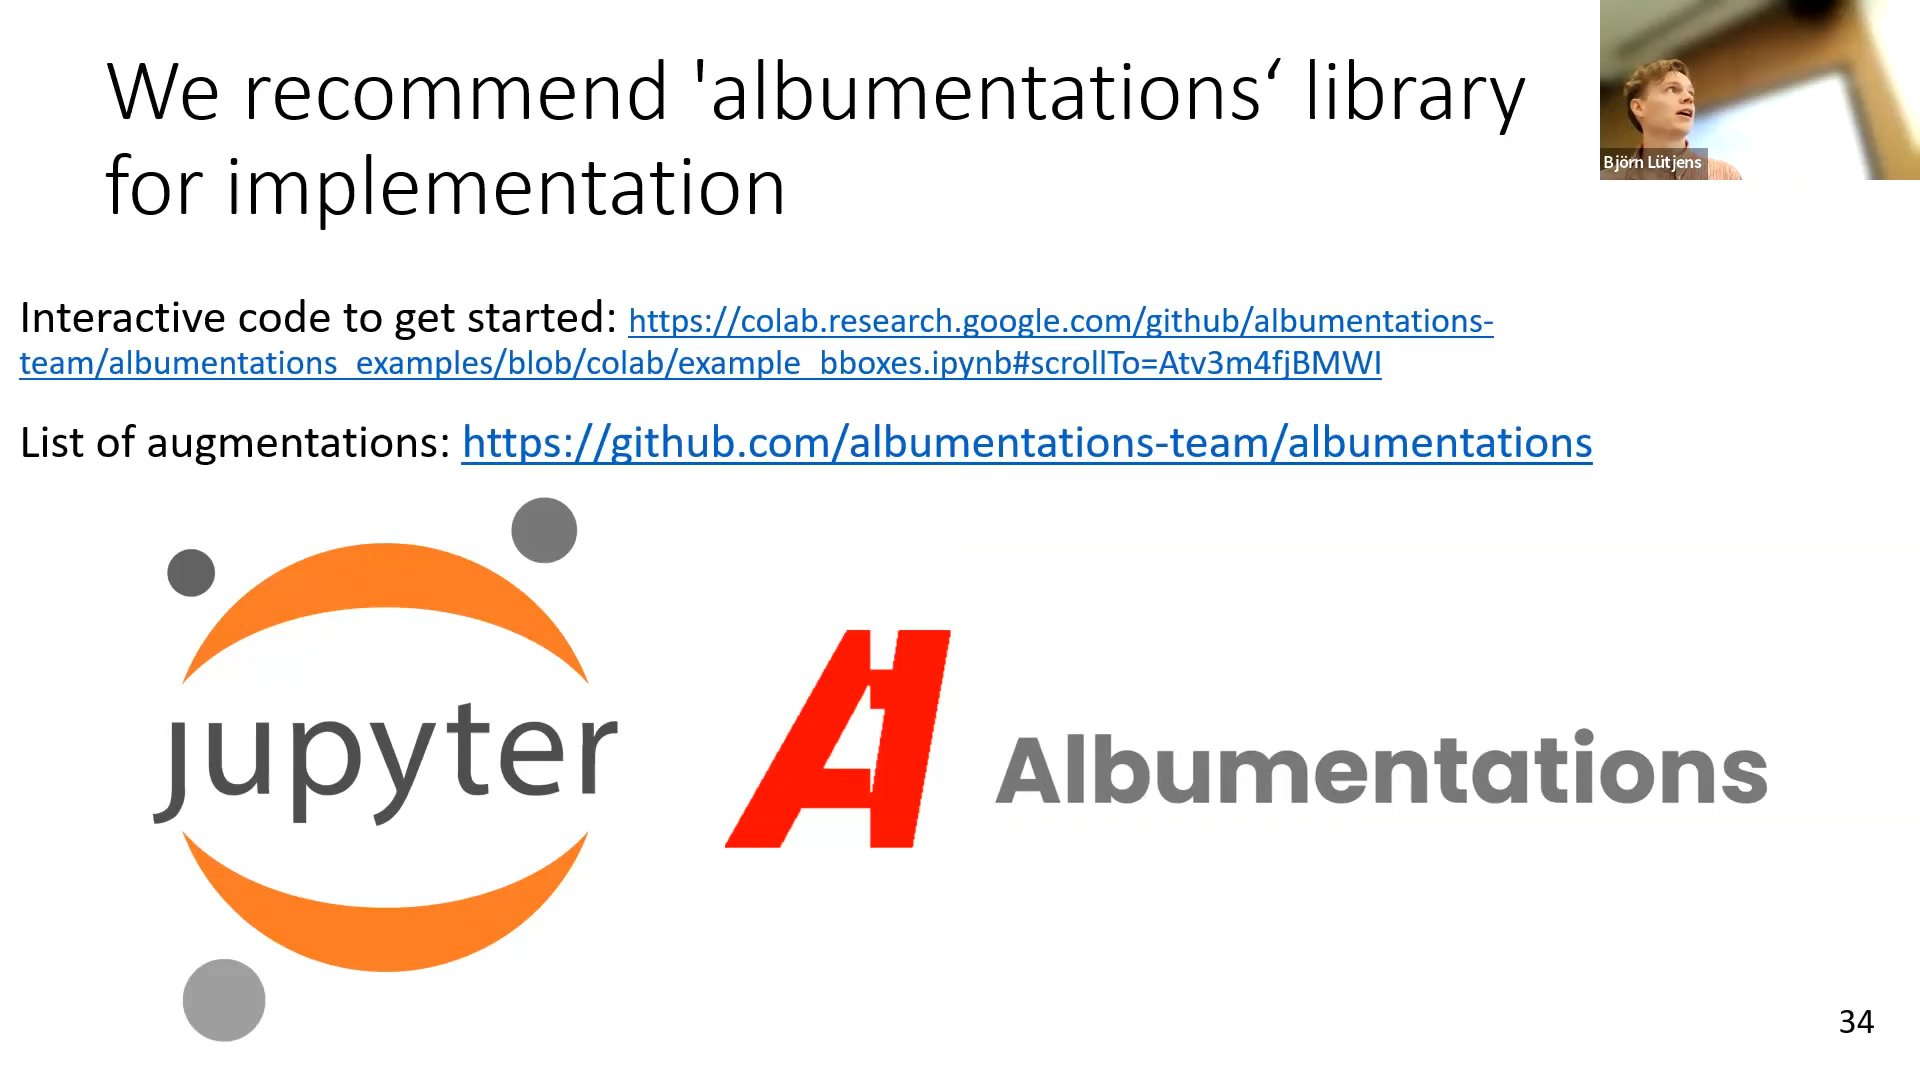 We recommend 'albumentations‘ library
for implementation
Björn Lütjens
Interactive code to get started: https://colab.research.google.com/github/albumentations-
team/albumentations_examples/blob/colab/example_bboxes.ipynb#scrollTo=Atv3m4fjBMWI
List of augmentations: https://github.com/albumentations-team/albumentations
jupyter
A
Albumentations
34